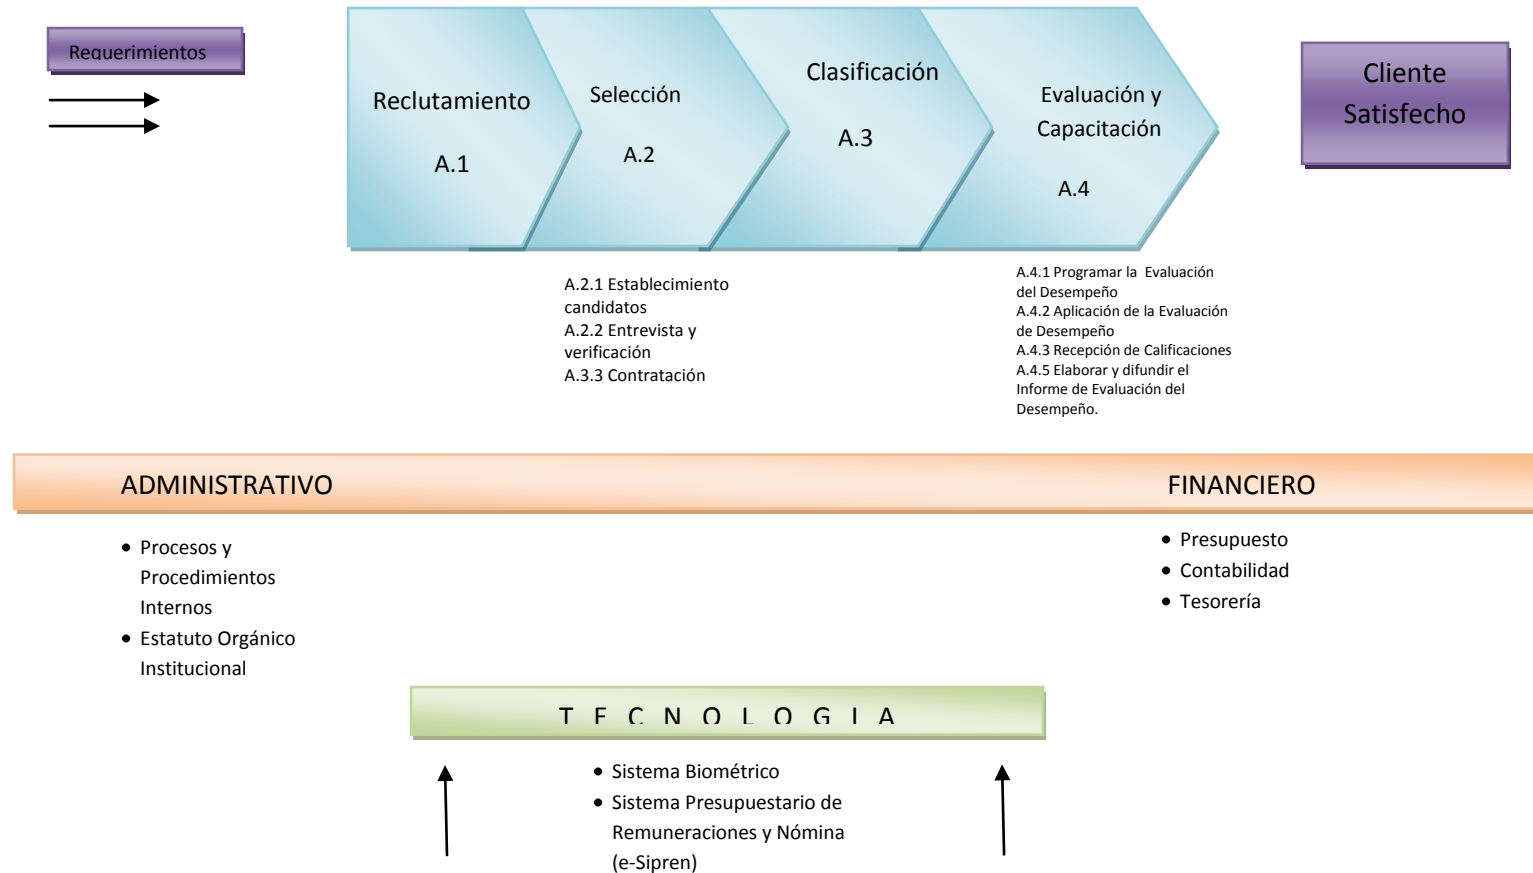 Requerimientos
Reclutamiento
A.1
Selección
A.2
Clasificación
A.3
Evaluación y
Capacitación
A.4
Cliente
Satisfecho
A.2.1 Establecimiento
candidatos
A.2.2 Entrevista y
verificación
A.3.3 Contratación
A.4.1 Programar la Evaluación
del Desempeño
A.4.2 Aplicación de la Evaluación
de Desempeño
A.4.3 Recepción de Calificaciones
A.4.5 Elaborar y difundir el
Informe de Evaluación del
Desempeño.
ADMINISTRATIVO
FINANCIERO
• Procesos y
Procedimientos
Internos
• Estatuto Orgánico
Institucional
• Presupuesto
• Contabilidad
• Tesorería
T E C N O L O G I A
• Sistema Biométrico
• Sistema Presupuestario de
Remuneraciones y Nómina
(e-Sipren)